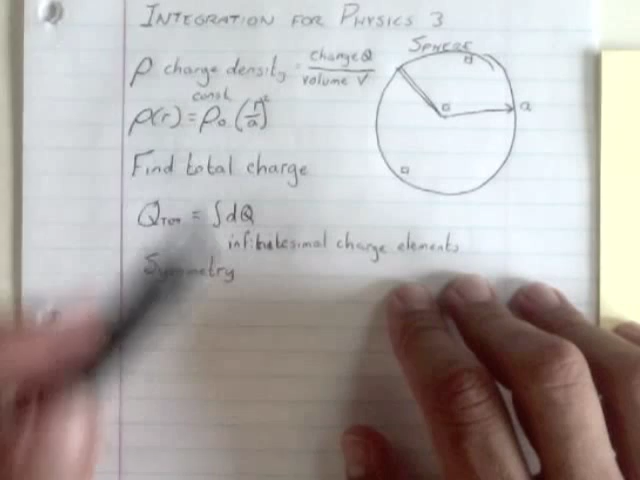 INTEGRATION FOR PHYSICS 3
SPHERE
ρ charge density = charge Q / volume V
const
ρ(r) = ρ₀ (r/a)²
a
Find total charge
Q_TOT = ∫dQ
infitutesimal charge elements
Symmetry